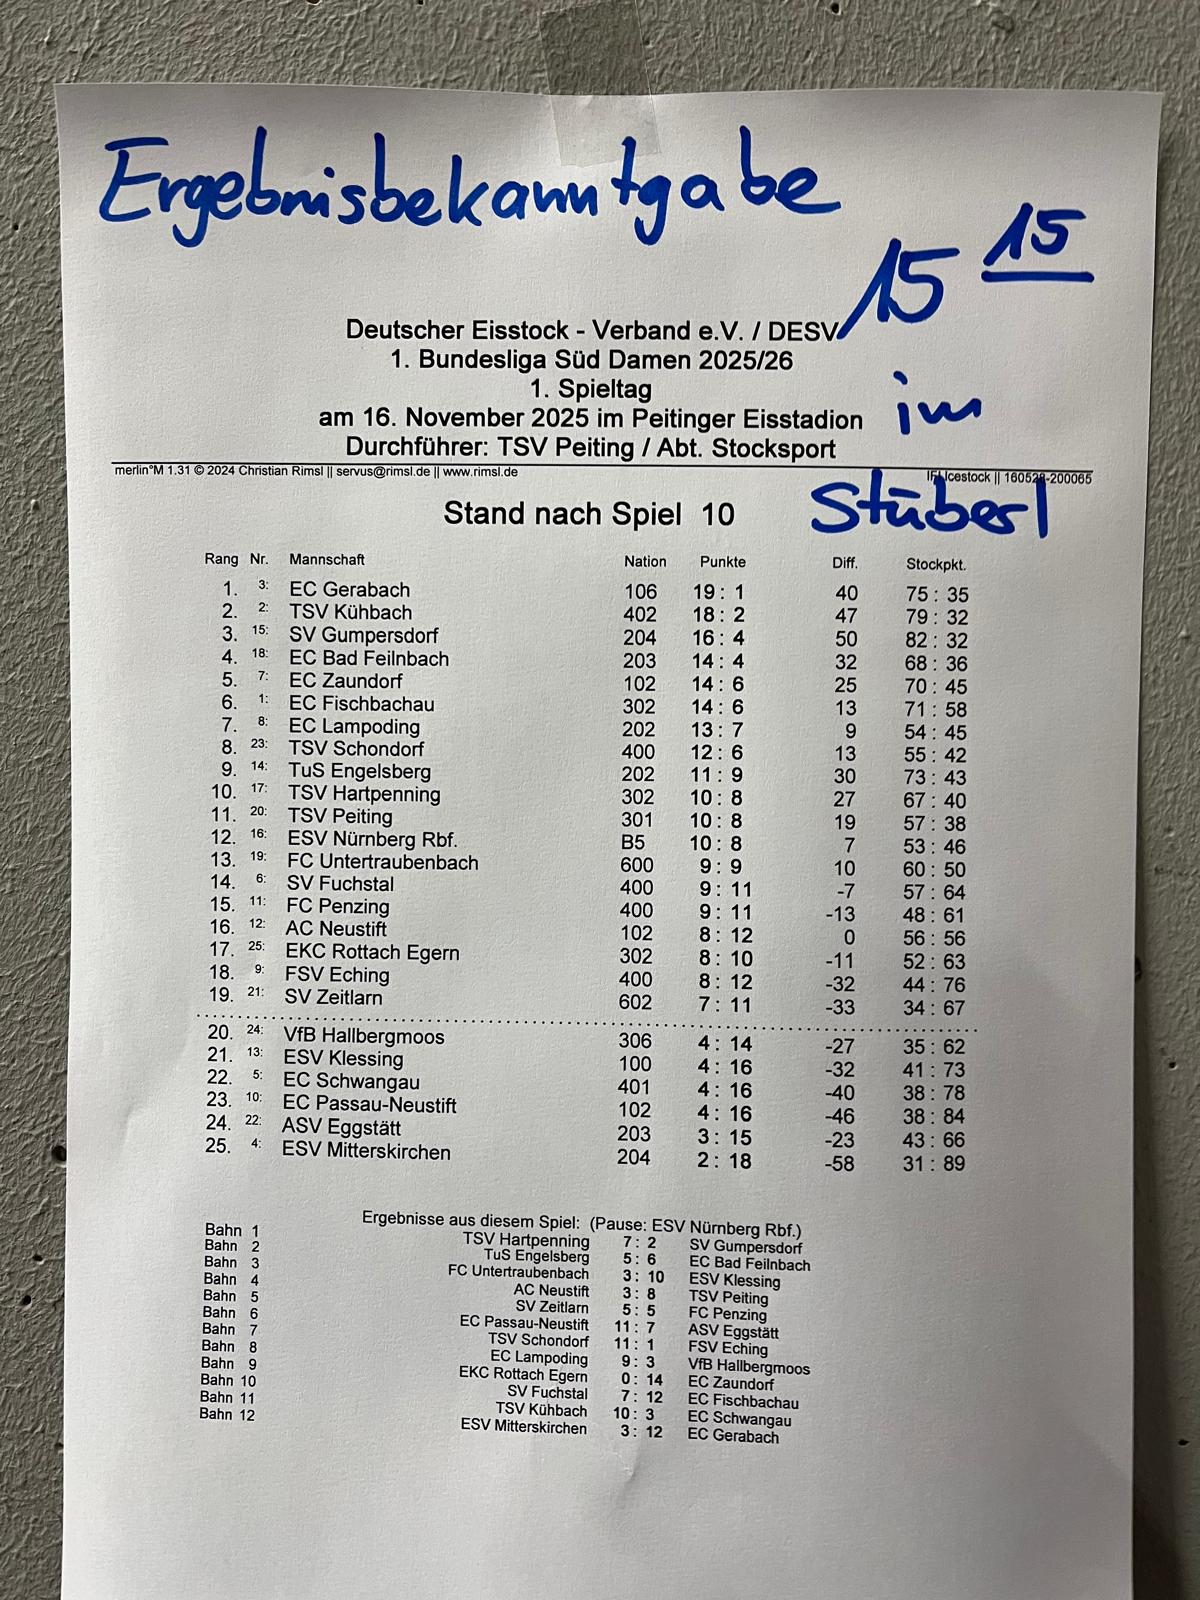 Ergebnisbekanntgabe
15 15
im
Stüberl
Deutscher Eisstock - Verband e.V. / DESV
1. Bundesliga Süd Damen 2025/26
1. Spieltag
am 16. November 2025 im Peitinger Eisstadion
Durchführer: TSV Peiting / Abt. Stocksport
merlin°M 1.31 © 2024 Christian Rimsl || servus@rimsl.de || www.rimsl.de Icestock ||
Stand nach Spiel 10
Rang Nr. Mannschaft Nation Punkte Diff. Stockpkt.
1. 3: EC Gerabach 106 19 : 1 40 75 : 35
2. 2: TSV Kühbach 402 18 : 2 47 79 : 32
3. 15: SV Gumpersdorf 204 16 : 4 50 82 : 32
4. 18: EC Bad Feilnbach 203 14 : 4 32 68 : 36
5. 7: EC Zaundorf 102 14 : 6 25 70 : 45
6. 1: EC Fischbachau 302 14 : 6 13 71 : 58
7. 8: EC Lampoding 202 13 : 7 9 54 : 45
8. 23: TSV Schondorf 400 12 : 6 13 55 : 42
9. 14: TuS Engelsberg 202 11 : 9 30 73 : 43
10. 17: TSV Hartpenning 302 10 : 8 27 67 : 40
11. 20: TSV Peiting 301 10 : 8 19 57 : 38
12. 16: ESV Nürnberg Rbf. B5 10 : 8 7 53 : 46
13. 19: FC Untertraubenbach 600 9 : 9 10 60 : 50
14. 6: SV Fuchstal 400 9 : 11 -7 57 : 64
15. 11: FC Penzing 400 9 : 11 -13 48 : 61
16. 12: AC Neustift 102 8 : 12 0 56 : 56
17. 25: EKC Rottach Egern 302 8 : 10 -11 52 : 63
18. 9: FSV Eching 400 8 : 12 -32 44 : 76
19. 21: SV Zeitlarn 602 7 : 11 -33 34 : 67
20. 24: VfB Hallbergmoos 306 4 : 14 -27 35 : 62
21. 13: ESV Klessing 100 4 : 16 -32 41 : 73
22. 5: EC Schwangau 401 4 : 16 -40 38 : 78
23. 10: EC Passau-Neustift 102 4 : 16 -46 38 : 84
24. 22: ASV Eggstätt 203 3 : 15 -23 43 : 66
25. 4: ESV Mitterskirchen 204 2 : 18 -58 31 : 89
Ergebnisse aus diesem Spiel: (Pause: ESV Nürnberg Rbf.)
Bahn 1 TSV Hartpenning 7 : 2 SV Gumpersdorf
Bahn 2 TuS Engelsberg 5 : 6 EC Bad Feilnbach
Bahn 3 FC Untertraubenbach 3 : 10 ESV Klessing
Bahn 4 AC Neustift 3 : 8 TSV Peiting
Bahn 5 SV Zeitlarn 5 : 5 FC Penzing
Bahn 6 EC Passau-Neustift 11 : 7 ASV Eggstätt
Bahn 7 TSV Schondorf 11 : 1 FSV Eching
Bahn 8 EC Lampoding 9 : 3 VfB Hallbergmoos
Bahn 9 EKC Rottach Egern 0 : 14 EC Zaundorf
Bahn 10 SV Fuchstal 7 : 12 EC Fischbachau
Bahn 11 TSV Kühbach 10 : 3 EC Schwangau
Bahn 12 ESV Mitterskirchen 3 : 12 EC Gerabach